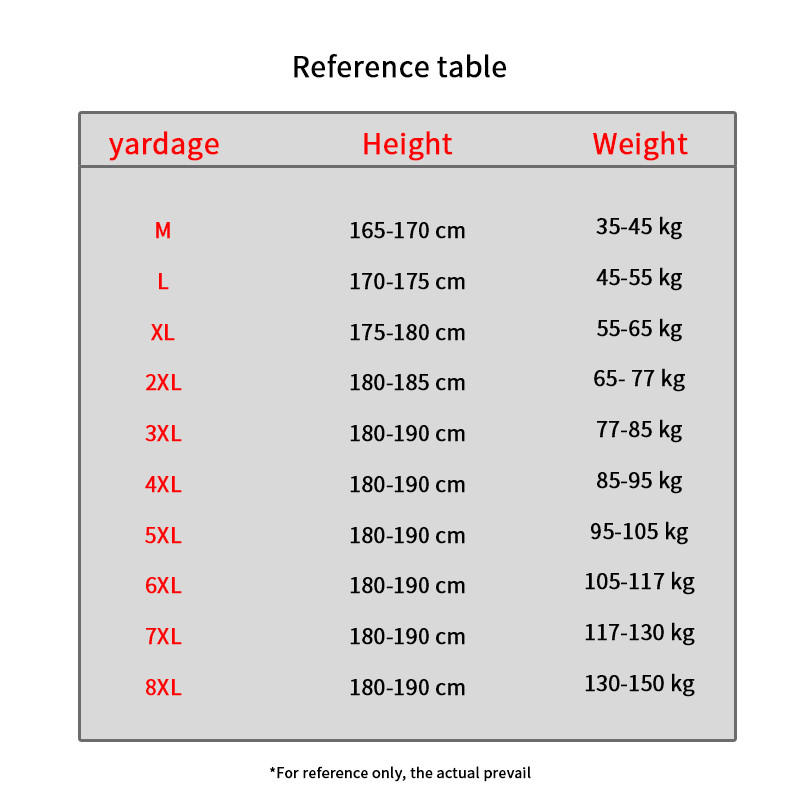 Reference table
yardage Height Weight
M 165-170 cm 35-45 kg
L 170-175 cm 45-55 kg
XL 175-180 cm 55-65 kg
2XL 180-185 cm 65- 77 kg
3XL 180-190 cm 77-85 kg
4XL 180-190 cm 85-95 kg
5XL 180-190 cm 95-105 kg
6XL 180-190 cm 105-117 kg
7XL 180-190 cm 117-130 kg
8XL 180-190 cm 130-150 kg
*For reference only, the actual prevail